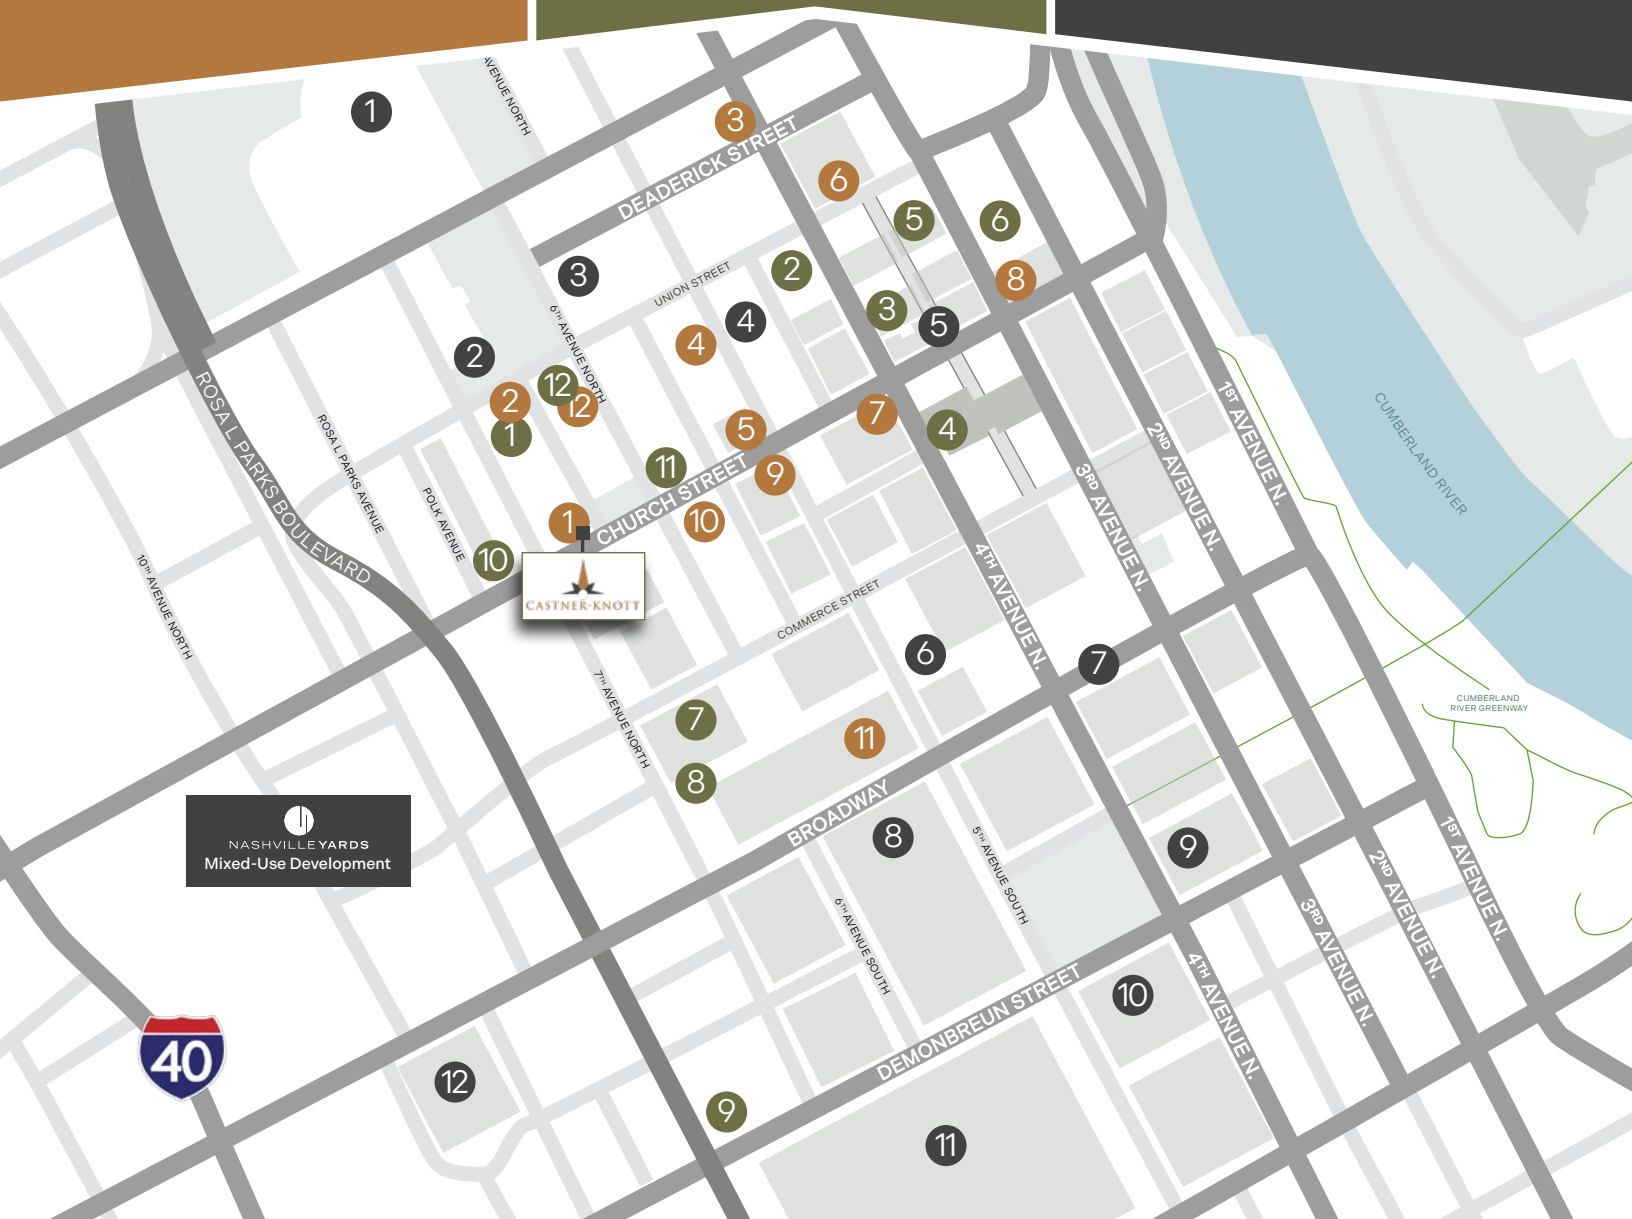 AVENUE NORTH
1
3
DEADERICK STREET
6
5
6
3
2
8
UNION STREET
6TH AVENUE NORTH
3
4
5
4
2
12
2
12
1
7
4
5
11
9
CHURCH STREET
1
10
10
CASTNER-KNOTT
ROSA L PARKS BOULEVARD
ROSA L PARKS AVENUE
POLK AVENUE
10TH AVENUE NORTH
1ST AVENUE N.
2ND AVENUE N.
3RD AVENUE N.
4TH AVENUE N.
CUMBERLAND RIVER
COMMERCE STREET
6
7
7TH AVENUE NORTH
7
11
8
CUMBERLAND
RIVER GREENWAY
BROADWAY
8
9
NASHVILLEYARDS
Mixed-Use Development
5TH AVENUE SOUTH
6TH AVENUE SOUTH
1ST AVENUE N.
2ND AVENUE N.
3RD AVENUE N.
4TH AVENUE N.
DEMONBREUN STREET
10
40
12
9
11